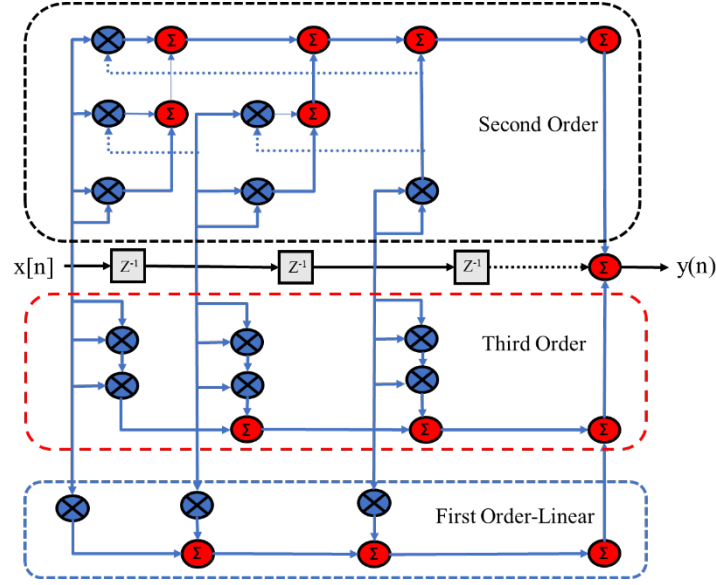 Σ Σ Σ Σ
Σ Σ
Second Order
x[n] Z⁻¹ Z⁻¹ Z⁻¹ Σ y(n)
Third Order
Σ Σ Σ
First Order-Linear
Σ Σ Σ